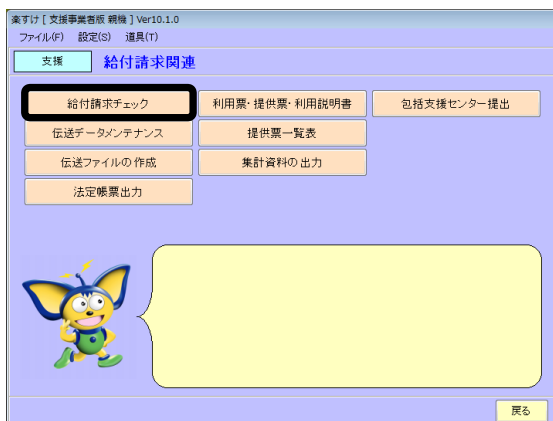 楽すけ [ 支援事業者版 親機 ] Ver10.1.0
ファイル(F) 設定(S) 道具(T)
支援 給付請求関連
給付請求チェック 利用票・提供票・利用説明書 包括支援センター提出
伝送データメンテナンス 提供票一覧表
伝送ファイルの作成 集計資料の出力
法定帳票出力
戻る